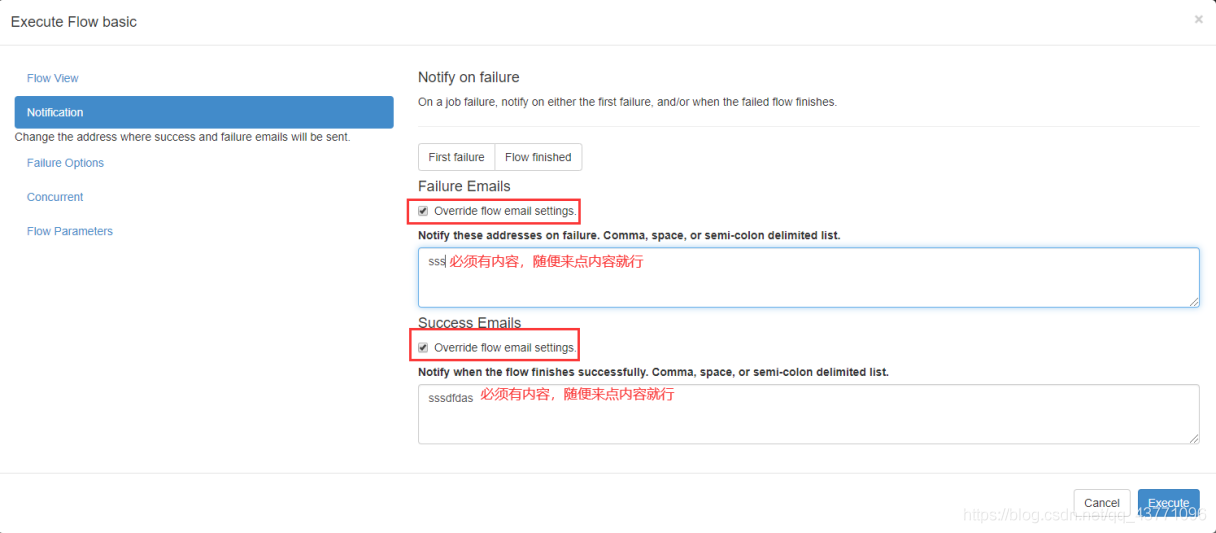 Execute Flow basic
×
Flow View
Notification
Change the address where success and failure emails will be sent.
Failure Options
Concurrent
Flow Parameters
Notify on failure
On a job failure, notify on either the first failure, and/or when the failed flow finishes.
First failure Flow finished
Failure Emails
Override flow email settings.
Notify these addresses on failure. Comma, space, or semi-colon delimited list.
sss 必须有内容，随便来点内容就行
Success Emails
Override flow email settings.
Notify when the flow finishes successfully. Comma, space, or semi-colon delimited list.
sssdfdas 必须有内容，随便来点内容就行
Cancel Execute
https://blog.csdn.net/qq_43771096